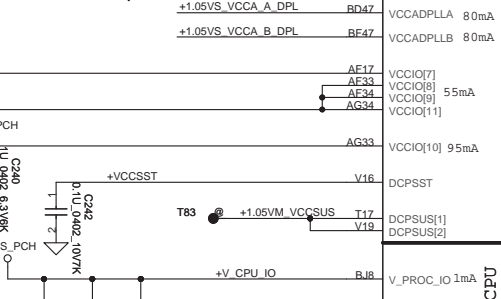 +1.05VS_VCCA_A_DPL BD47 VCCADPLLA 80mA
+1.05VS_VCCA_B_DPL BF47 VCCADPLLB 80mA
AF17 VCCIO[7]
AF33 VCCIO[8]
AF34 VCCIO[9] 55mA
AG34 VCCIO[11]
PCH
AG33 VCCIO[10] 95mA
C240
1U_0402_6.3V6K
+VCCSST V16 DCPSST
1
2
C242
0.1U_0402_10V7K
T83 @ +1.05VM_VCCSUS T17 DCPSUS[1]
V19 DCPSUS[2]
S_PCH
+V_CPU_IO BJ8 V_PROC_IO 1mA
CPU